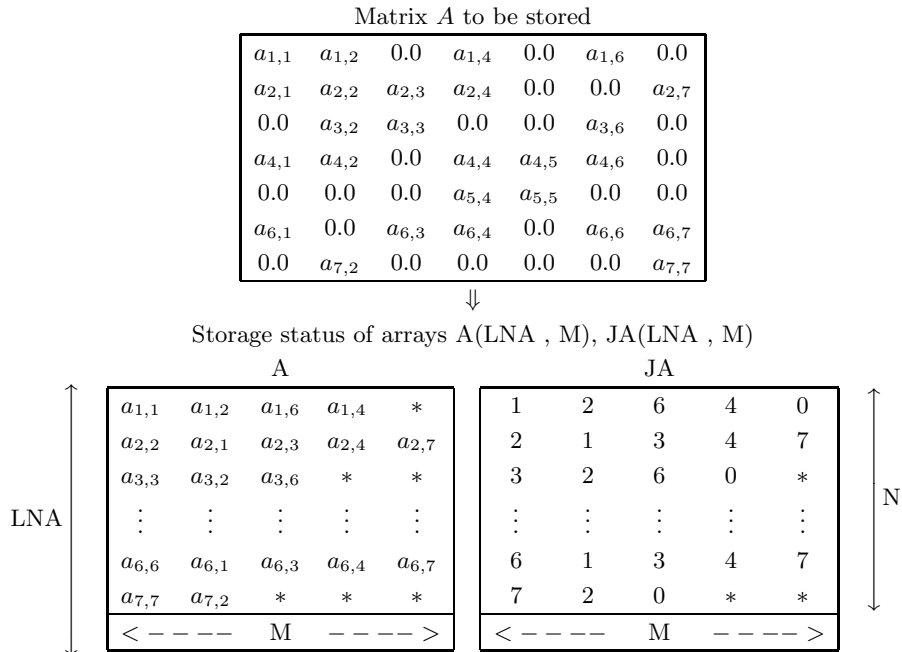 Matrix A to be stored
a1,1 a1,2 0.0 a1,4 0.0 a1,6 0.0
a2,1 a2,2 a2,3 a2,4 0.0 0.0 a2,7
0.0 a3,2 a3,3 0.0 0.0 a3,6 0.0
a4,1 a4,2 0.0 a4,4 a4,5 a4,6 0.0
0.0 0.0 0.0 a5,4 a5,5 0.0 0.0
a6,1 0.0 a6,3 a6,4 0.0 a6,6 a6,7
0.0 a7,2 0.0 0.0 0.0 0.0 a7,7
⇓
Storage status of arrays A(LNA , M), JA(LNA , M)
A JA
a1,1 a1,2 a1,6 a1,4 * 1 2 6 4 0
a2,2 a2,1 a2,3 a2,4 a2,7 2 1 3 4 7
a3,3 a3,2 a3,6 * * 3 2 6 0 *
LNA ⋮ ⋮ ⋮ ⋮ ⋮ ⋮ ⋮ ⋮ ⋮ ⋮ N
a6,6 a6,1 a6,3 a6,4 a6,7 6 1 3 4 7
a7,7 a7,2 * * * 7 2 0 * *
< − − − − M − − − − > < − − − − M − − − − >